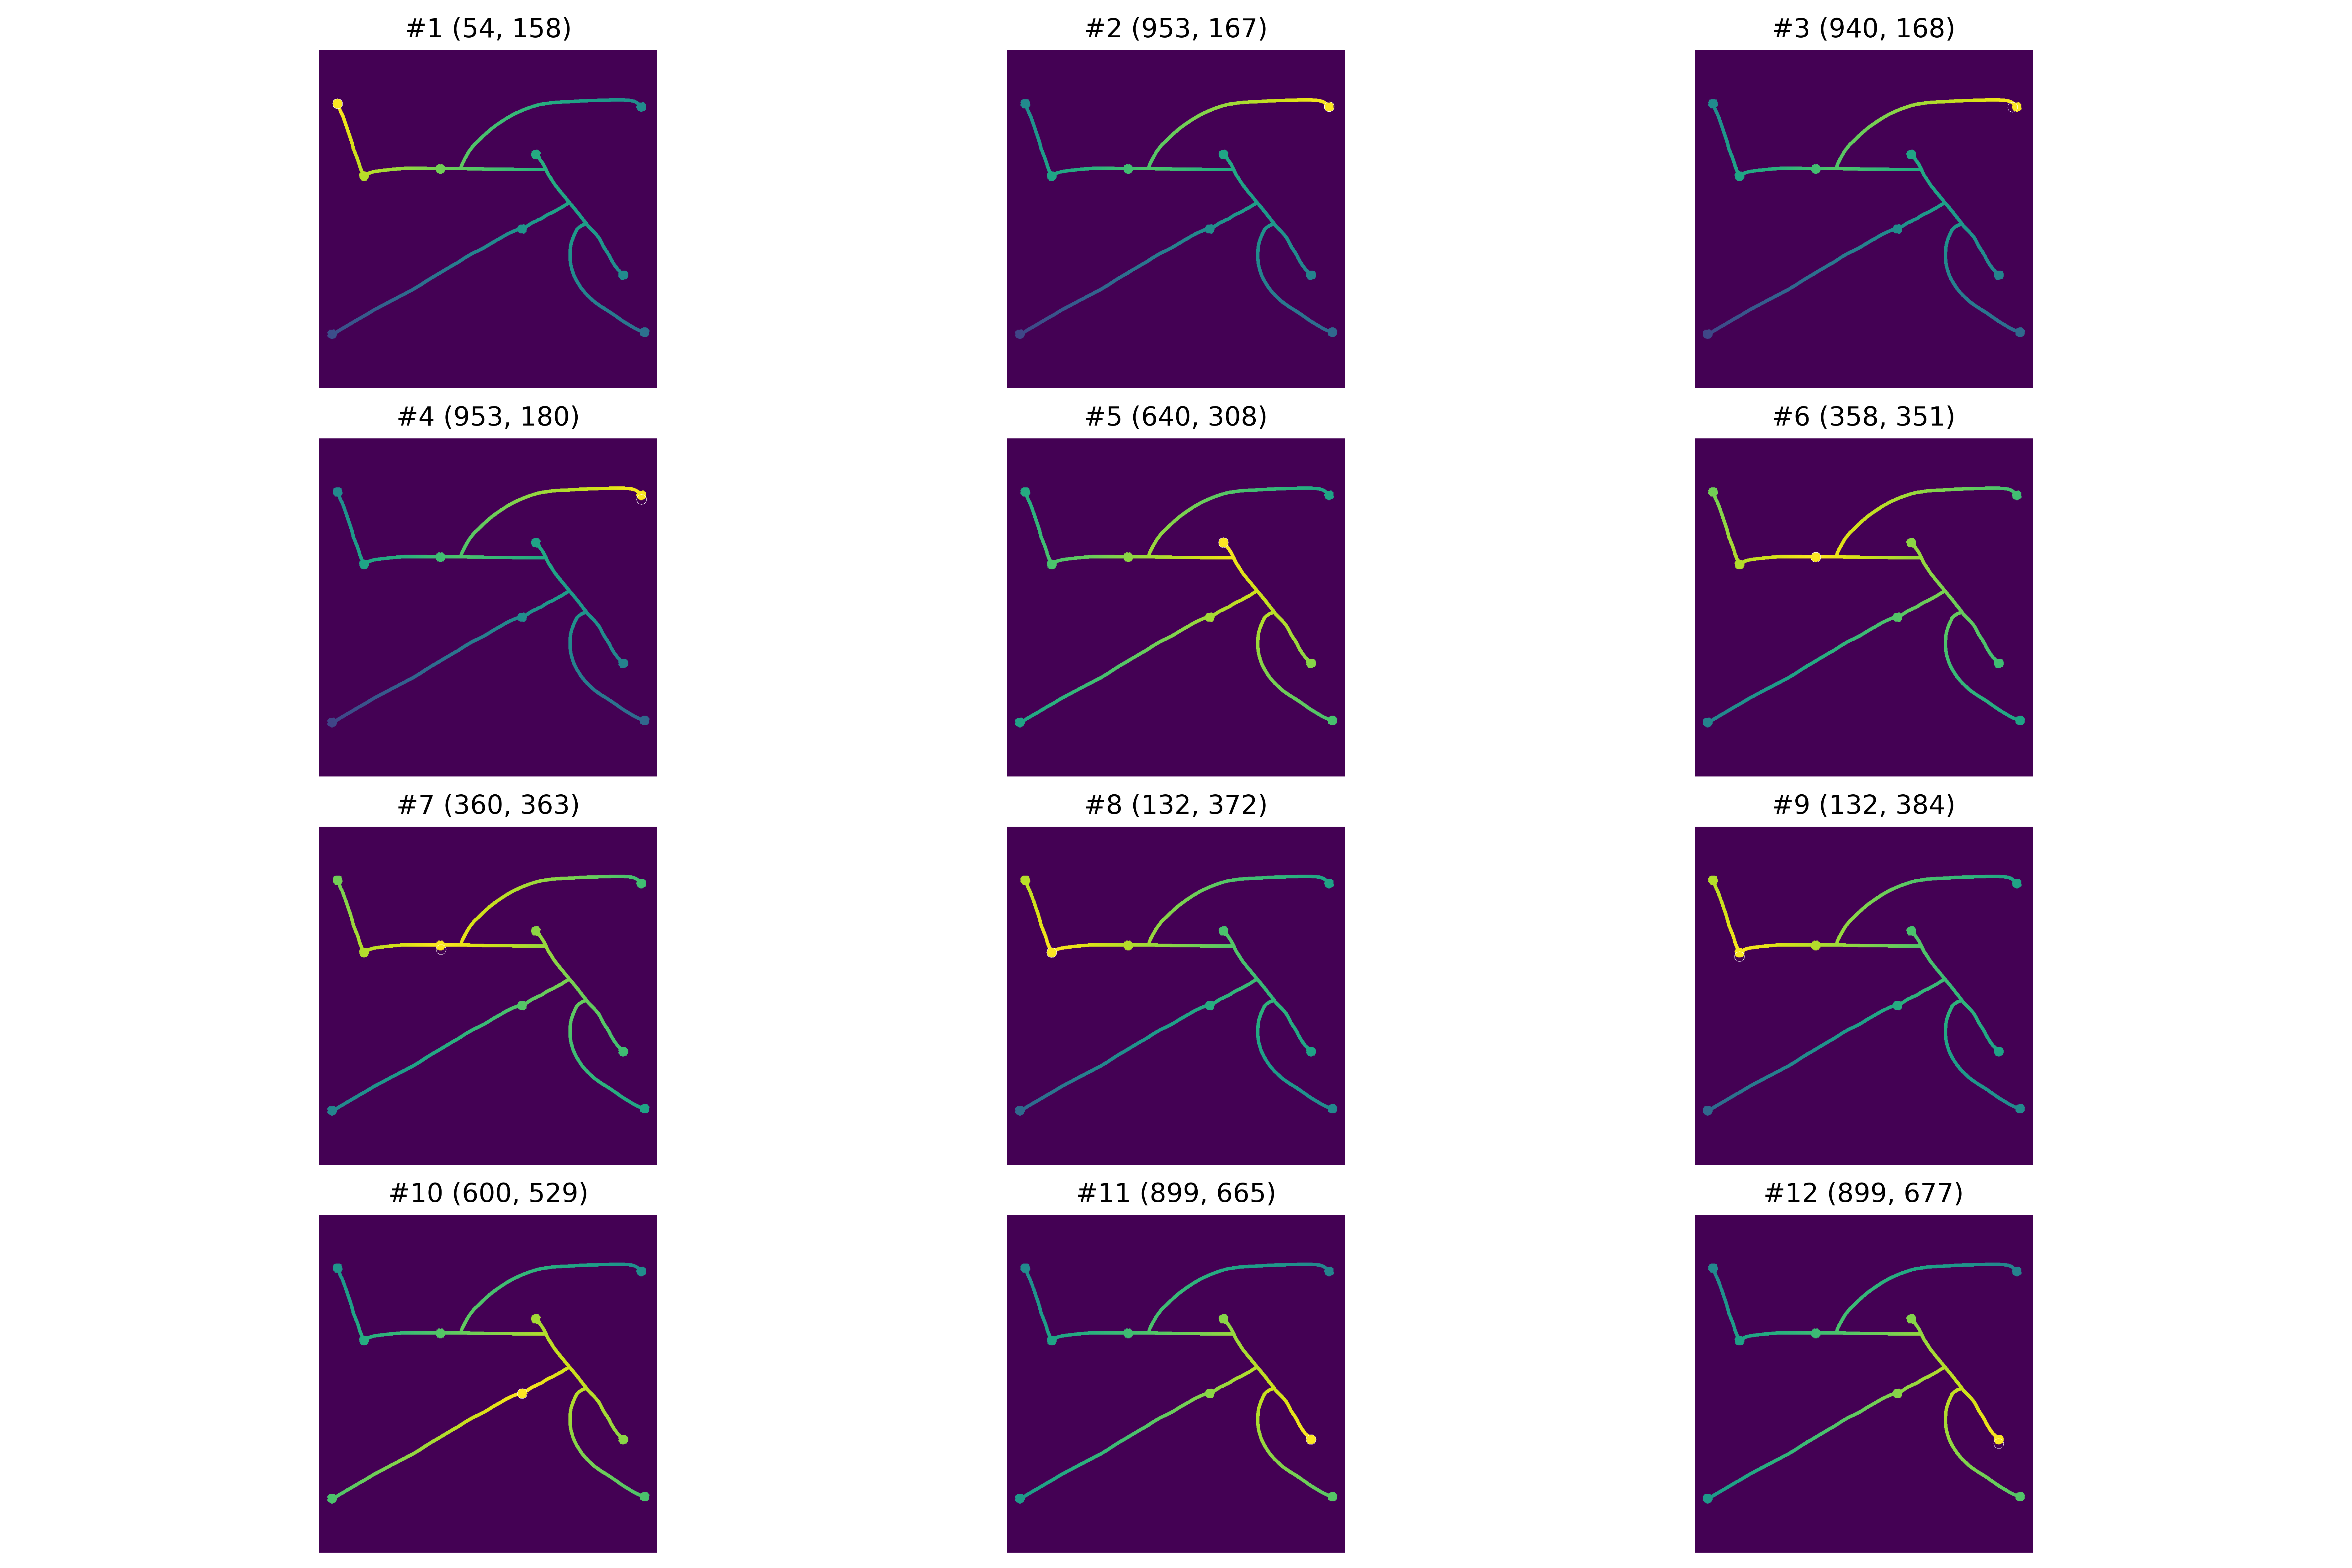 #1 (54, 158)
#2 (953, 167)
#3 (940, 168)
#4 (953, 180)
#5 (640, 308)
#6 (358, 351)
#7 (360, 363)
#8 (132, 372)
#9 (132, 384)
#10 (600, 529)
#11 (899, 665)
#12 (899, 677)